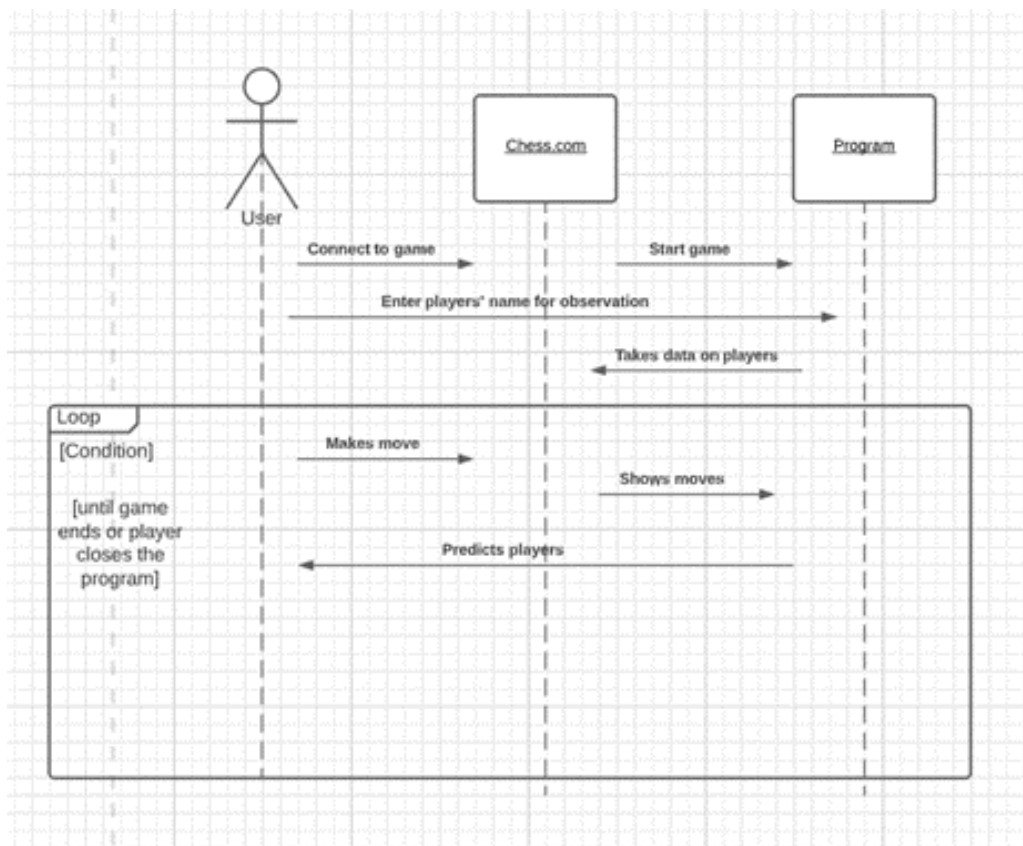 Chess.com
Program
User
Connect to game
Start game
Enter players' name for observation
Takes data on players
Loop
[Condition]
Makes move
Shows moves
[until game
ends or player
closes the
program]
Predicts players